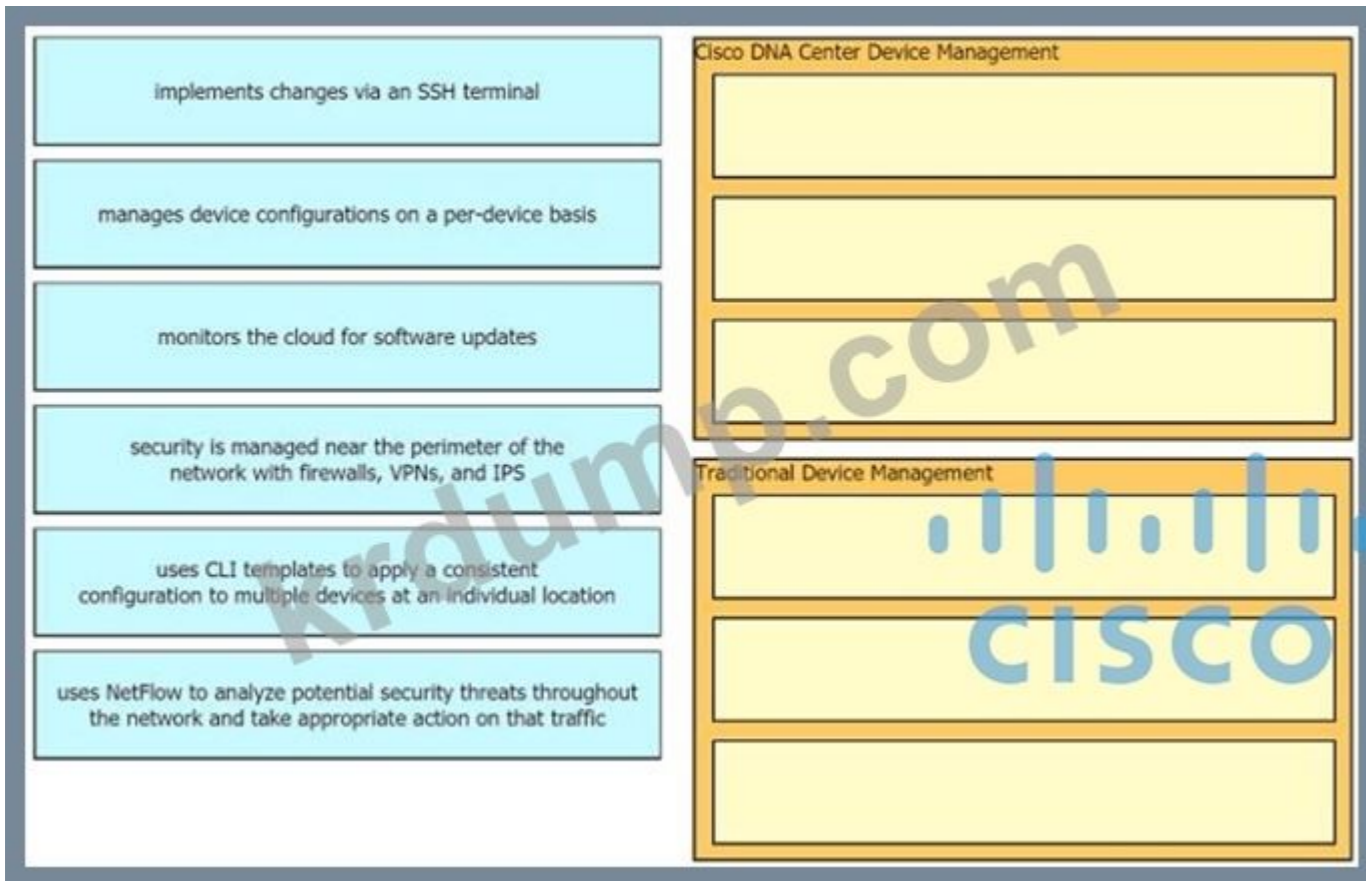 implements changes via an SSH terminal
manages device configurations on a per-device basis
monitors the cloud for software updates
security is managed near the perimeter of the
network with firewalls, VPNs, and IPS
uses CLI templates to apply a consistent
configuration to multiple devices at an individual location
uses NetFlow to analyze potential security threats throughout
the network and take appropriate action on that traffic
Cisco DNA Center Device Management
Traditional Device Management
krdump.com
CISCO